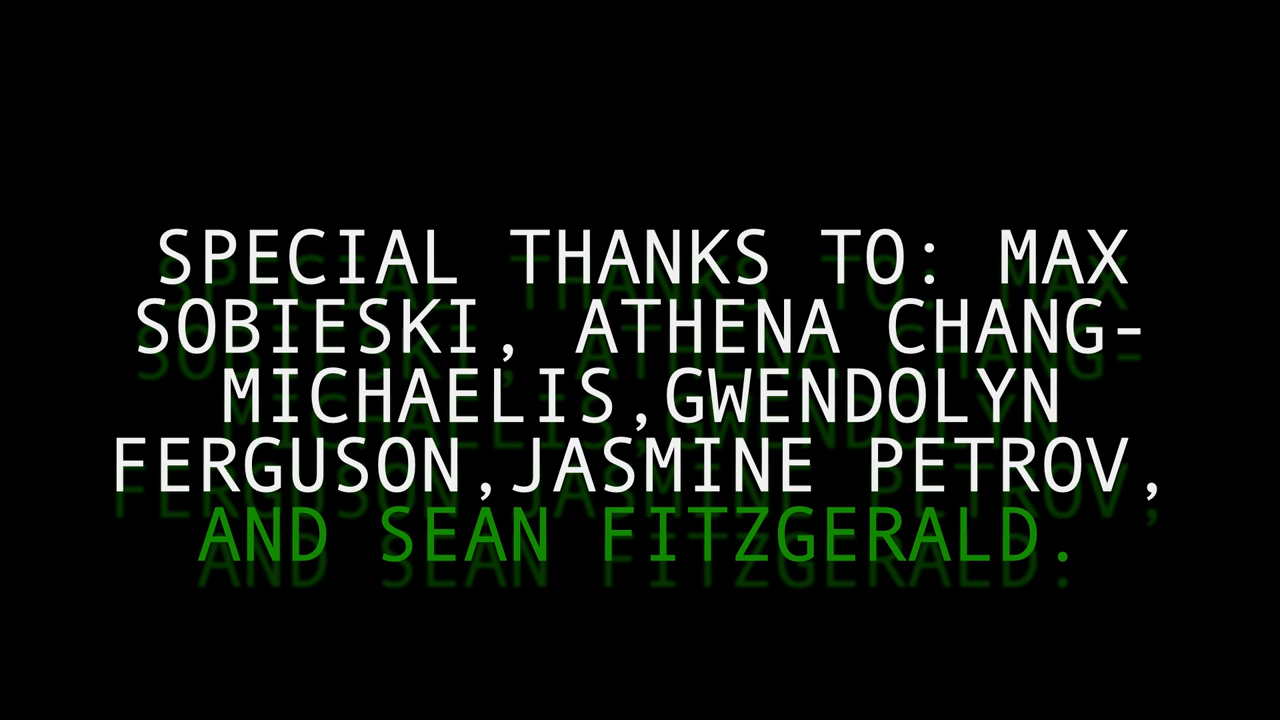 SPECIAL THANKS TO: MAX
SOBIESKI, ATHENA CHANG-
MICHAELIS,GWENDOLYN
FERGUSON,JASMINE PETROV,
AND SEAN FITZGERALD.